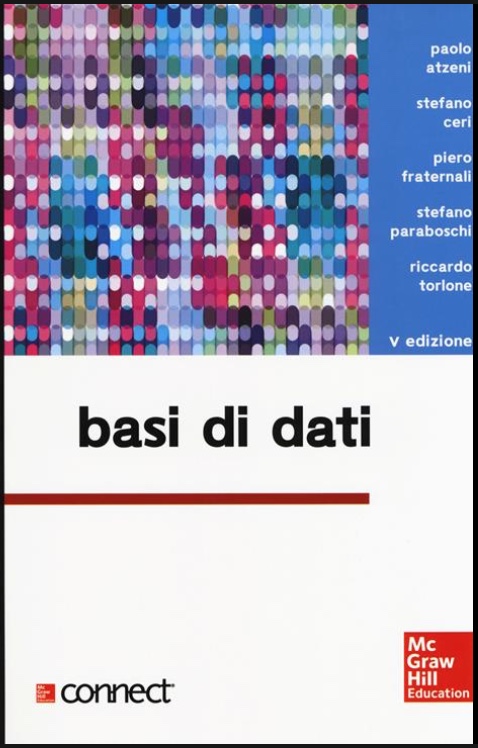 paolo
atzeni
stefano
ceri
piero
fraternali
stefano
paraboschi
riccardo
torlone
v edizione
basi di dati
connect®
Mc
Graw
Hill
Education